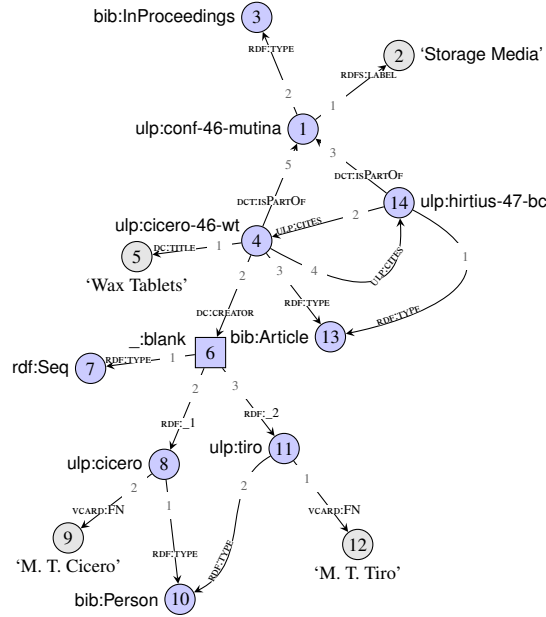 bib:InProceedings
3
RDF:TYPE
2
'Storage Media'
RDFS:LABEL
2
1
ulp:conf-46-mutina
1
5
3
DCT:ISPARTOF
DCT:ISPARTOF
14
ulp:hirtius-47-bc
ulp:cicero-46-wt
ULP:CITES
2
4
1
5
DC:TITLE
1
'Wax Tablets'
2
3
4
ULP:CITES
DC:CREATOR
RDF:TYPE
RDF:TYPE
_:blank
bib:Article
13
6
rdf:Seq
7
RDF:TYPE
1
2
3
RDF:_1
RDF:_2
ulp:cicero
8
ulp:tiro
11
2
1
2
1
VCARD:FN
VCARD:FN
9
12
'M. T. Cicero'
RDF:TYPE
RDF:TYPE
'M. T. Tiro'
bib:Person
10